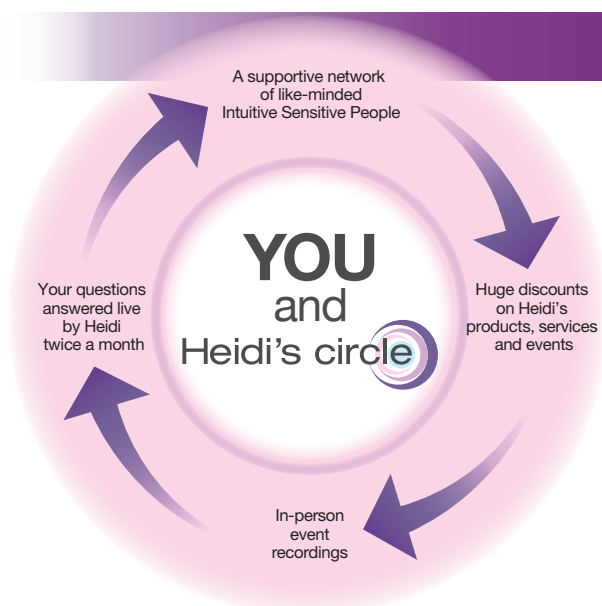 A supportive network
of like-minded
Intuitive Sensitive People
Huge discounts
on Heidi's
products, services
and events
In-person
event
recordings
Your questions
answered live
by Heidi
twice a month
YOU
and
Heidi's circle